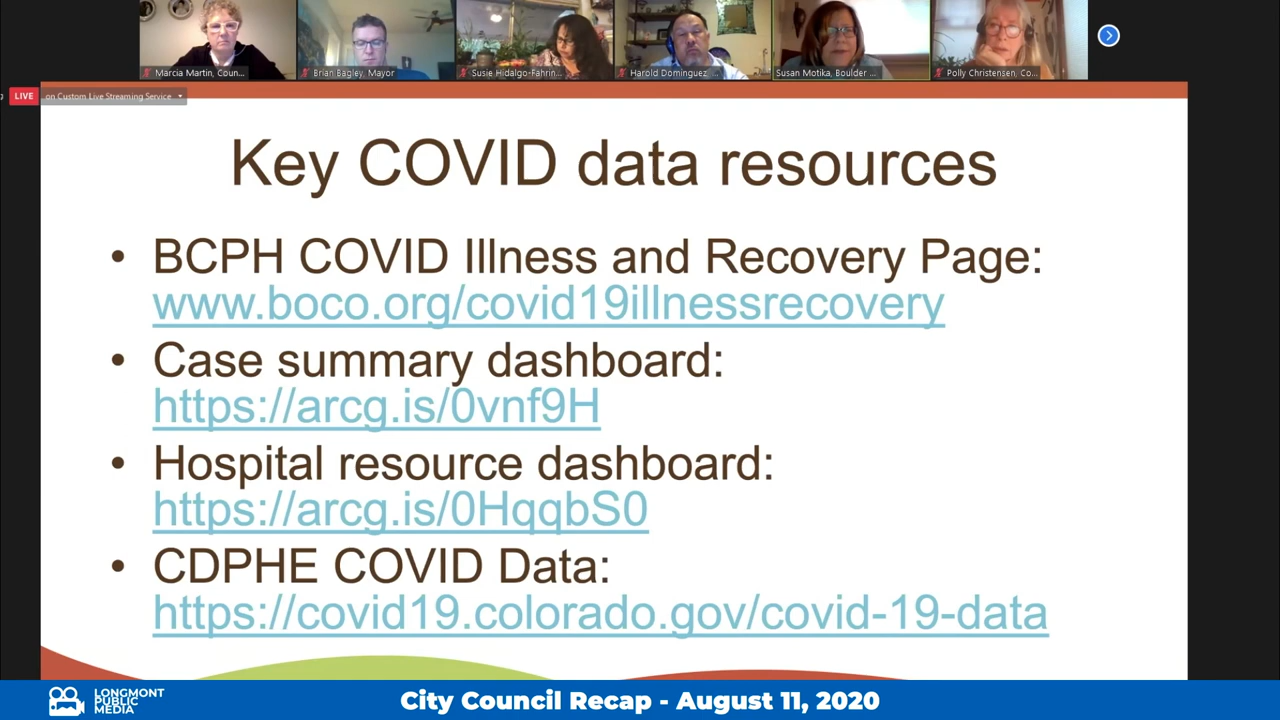 Marcia Martin, Coun...
Brian Bagley, Mayor
Susie Hidalgo-Fahrin...
Harold Dominguez, ...
Susan Motika, Boulder ...
Polly Christensen, Co...
LIVE on Custom Live Streaming Service
Key COVID data resources
• BCPH COVID Illness and Recovery Page:
www.boco.org/covid19illnessrecovery
• Case summary dashboard:
https://arcg.is/0vnf9H
• Hospital resource dashboard:
https://arcg.is/0HqqbS0
• CDPHE COVID Data:
https://covid19.colorado.gov/covid-19-data
LONGMONT
PUBLIC
MEDIA
City Council Recap - August 11, 2020